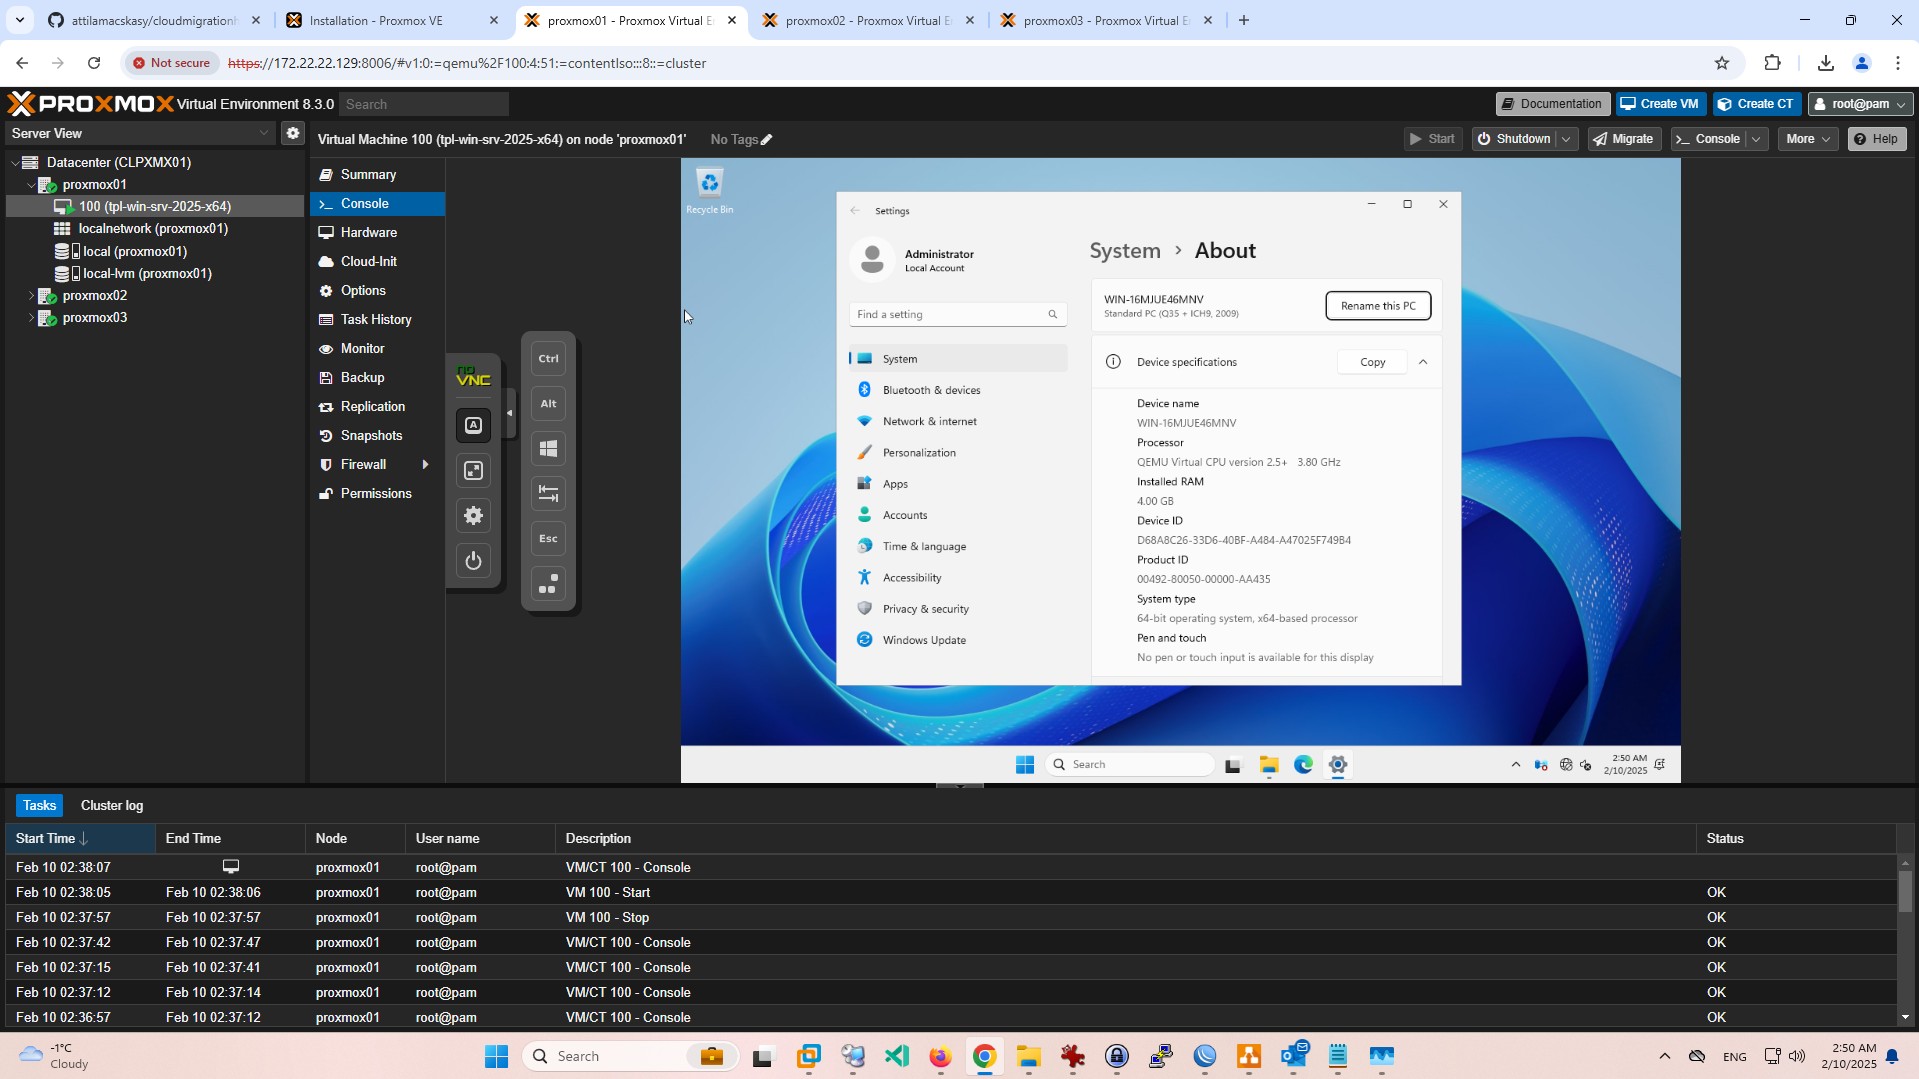 attilamacskasy/cloudmigrationh
Installation - Proxmox VE
proxmox01 - Proxmox Virtual E
proxmox02 - Proxmox Virtual E
proxmox03 - Proxmox Virtual E
Not secure
https://172.22.22.129:8006/#v1:0:=qemu%2F100:4:51:=contentIso:::8::=cluster
PROXMOX Virtual Environment 8.3.0
Search
Documentation
Create VM
Create CT
root@pam
Server View
Virtual Machine 100 (tpl-win-srv-2025-x64) on node 'proxmox01'
No Tags
Start
Shutdown
Migrate
Console
More
Help
Datacenter (CLPXMX01)
proxmox01
100 (tpl-win-srv-2025-x64)
localnetwork (proxmox01)
local (proxmox01)
local-lvm (proxmox01)
proxmox02
proxmox03
Summary
Console
Hardware
Cloud-Init
Options
Task History
Monitor
Backup
Replication
Snapshots
Firewall
Permissions
no
VNC
A
Ctrl
Alt
Esc
Recycle Bin
Settings
Administrator
Local Account
Find a setting
System
Bluetooth & devices
Network & internet
Personalization
Apps
Accounts
Time & language
Accessibility
Privacy & security
Windows Update
System › About
WIN-16MJUE46MNV
Standard PC (Q35 + ICH9, 2009)
Rename this PC
Device specifications
Copy
Device name
WIN-16MJUE46MNV
Processor
QEMU Virtual CPU version 2.5+ 3.80 GHz
Installed RAM
4.00 GB
Device ID
D68A8C26-33D6-40BF-A484-A47025F749B4
Product ID
00492-80050-00000-AA435
System type
64-bit operating system, x64-based processor
Pen and touch
No pen or touch input is available for this display
Search
2:50 AM
2/10/2025
Tasks
Cluster log
Start Time End Time Node User name Description Status
Feb 10 02:38:07 proxmox01 root@pam VM/CT 100 - Console
Feb 10 02:38:05 Feb 10 02:38:06 proxmox01 root@pam VM 100 - Start OK
Feb 10 02:37:57 Feb 10 02:37:57 proxmox01 root@pam VM 100 - Stop OK
Feb 10 02:37:42 Feb 10 02:37:47 proxmox01 root@pam VM/CT 100 - Console OK
Feb 10 02:37:15 Feb 10 02:37:41 proxmox01 root@pam VM/CT 100 - Console OK
Feb 10 02:37:12 Feb 10 02:37:14 proxmox01 root@pam VM/CT 100 - Console OK
Feb 10 02:36:57 Feb 10 02:37:12 proxmox01 root@pam VM/CT 100 - Console OK
-1°C
Cloudy
Search
ENG
2:50 AM
2/10/2025